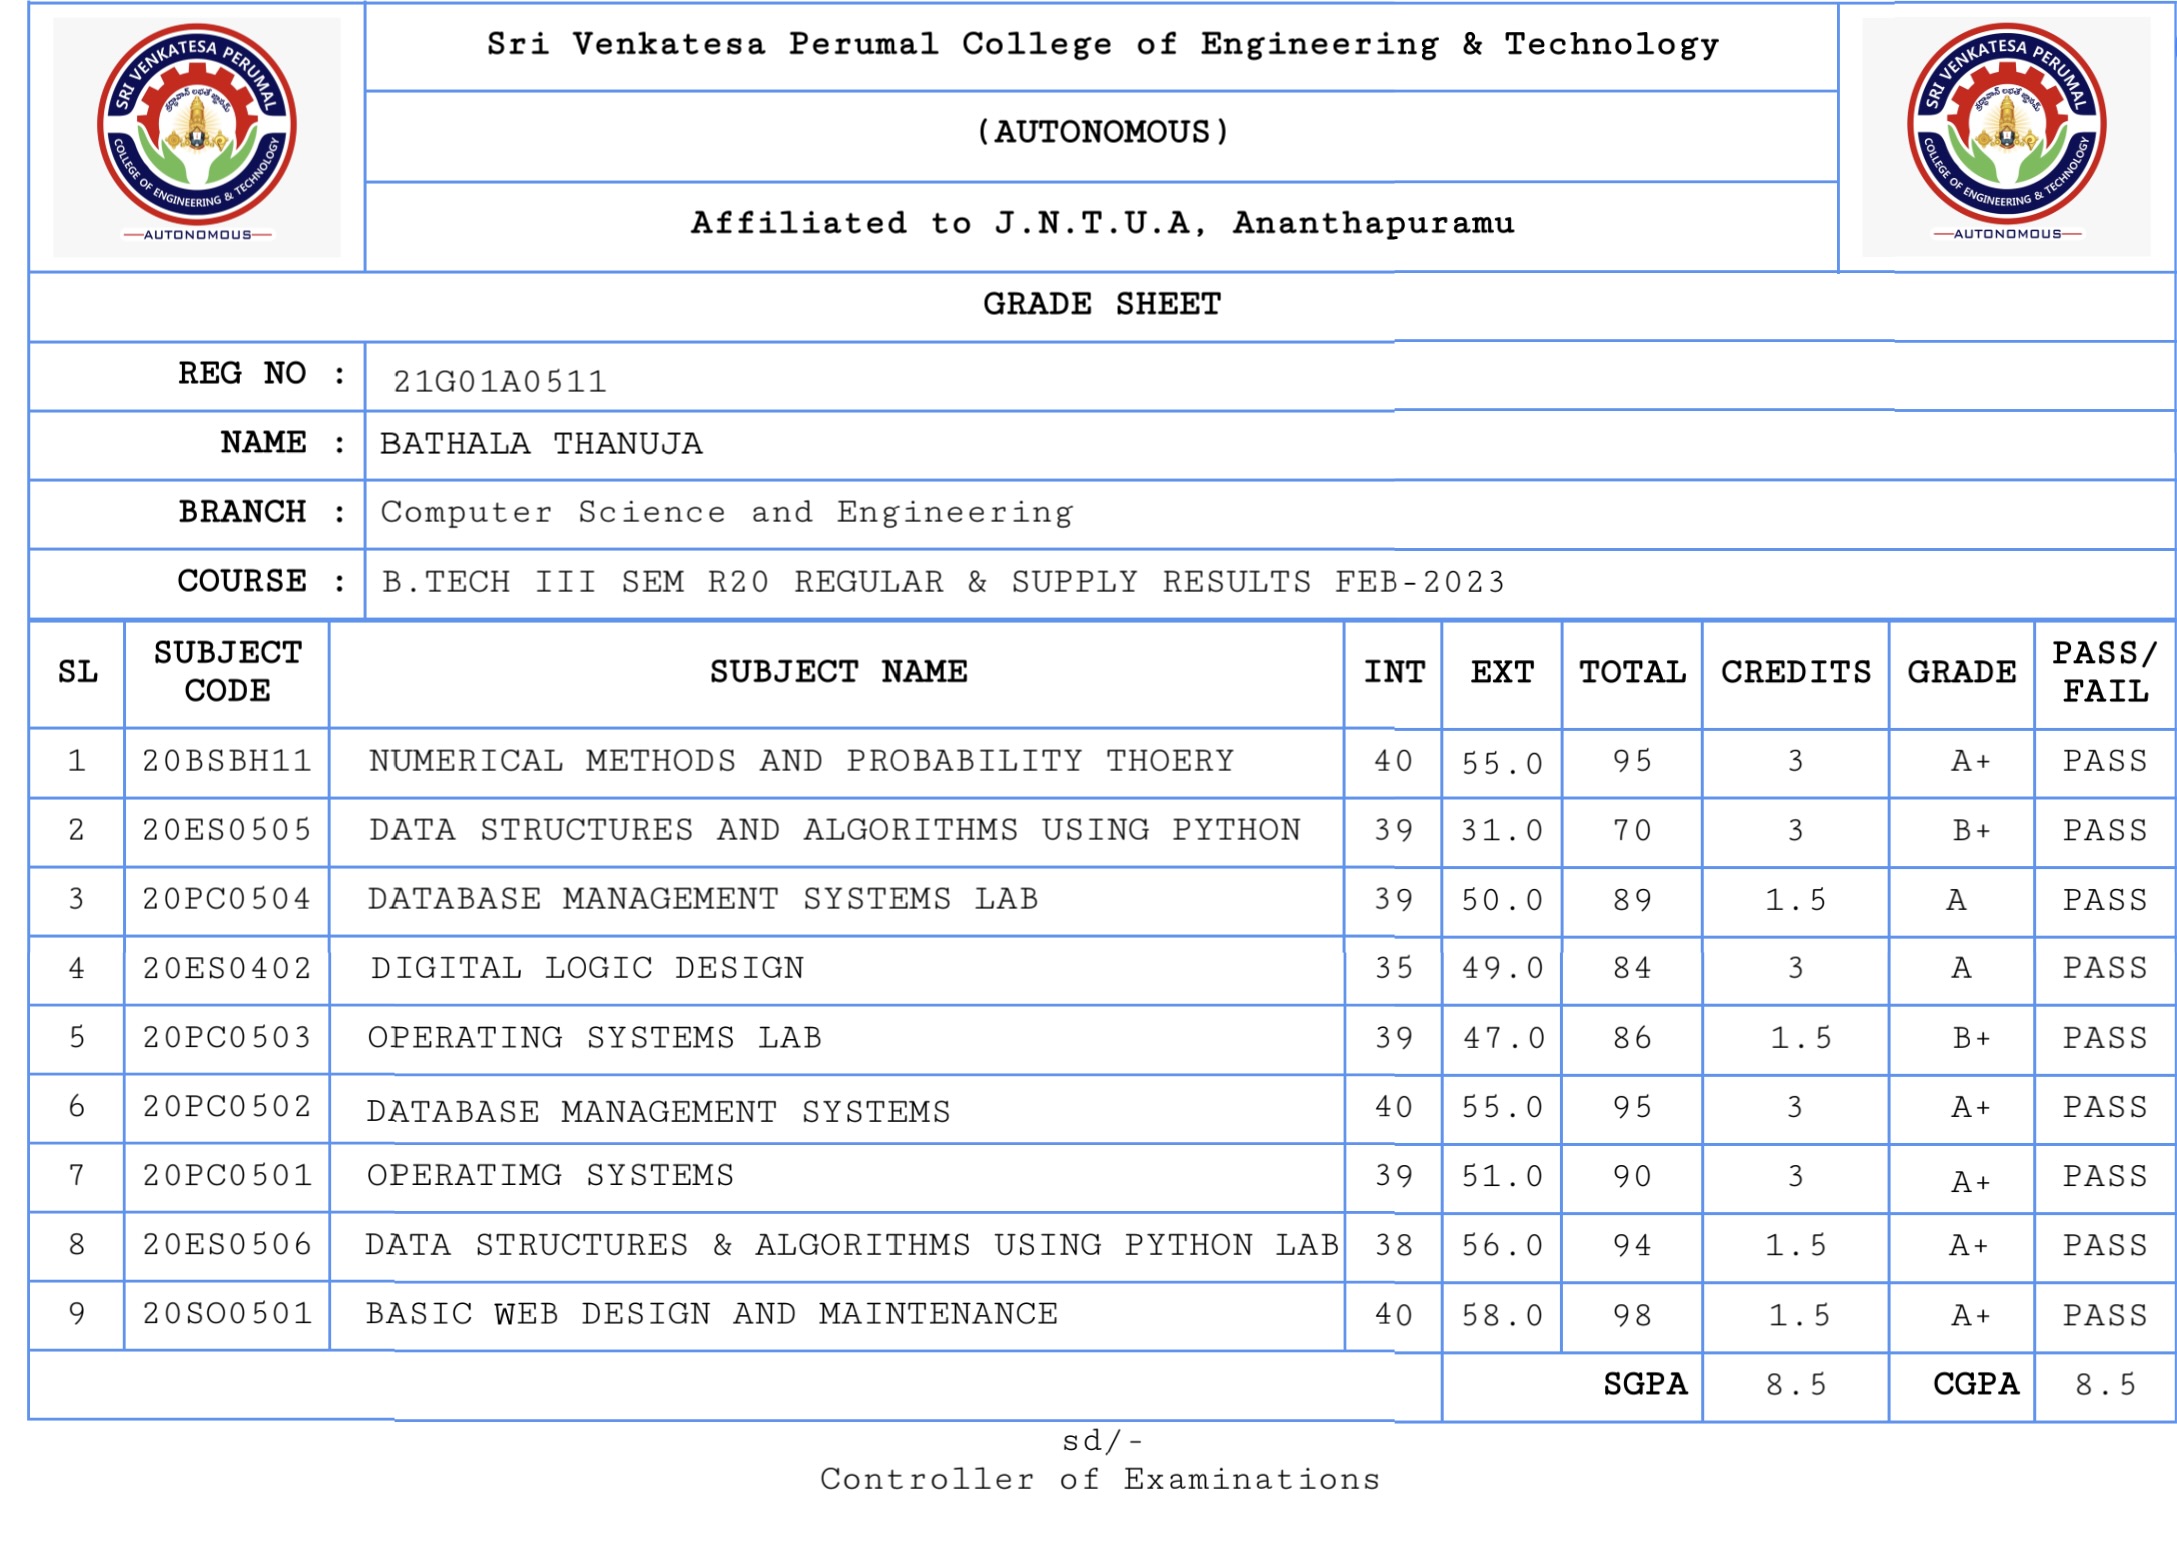 SRI VENKATESA PERUMAL
COLLEGE OF ENGINEERING & TECHNOLOGY
AUTONOMOUS
Sri Venkatesa Perumal College of Engineering & Technology
(AUTONOMOUS)
Affiliated to J.N.T.U.A, Ananthapuramu
SRI VENKATESA PERUMAL
COLLEGE OF ENGINEERING & TECHNOLOGY
AUTONOMOUS
GRADE SHEET
REG NO : 21G01A0511
NAME : BATHALA THANUJA
BRANCH : Computer Science and Engineering
COURSE : B.TECH III SEM R20 REGULAR & SUPPLY RESULTS FEB-2023
SL SUBJECT CODE SUBJECT NAME INT EXT TOTAL CREDITS GRADE PASS/ FAIL
1 20BSBH11 NUMERICAL METHODS AND PROBABILITY THOERY 40 55.0 95 3 A+ PASS
2 20ES0505 DATA STRUCTURES AND ALGORITHMS USING PYTHON 39 31.0 70 3 B+ PASS
3 20PC0504 DATABASE MANAGEMENT SYSTEMS LAB 39 50.0 89 1.5 A PASS
4 20ES0402 DIGITAL LOGIC DESIGN 35 49.0 84 3 A PASS
5 20PC0503 OPERATING SYSTEMS LAB 39 47.0 86 1.5 B+ PASS
6 20PC0502 DATABASE MANAGEMENT SYSTEMS 40 55.0 95 3 A+ PASS
7 20PC0501 OPERATIMG SYSTEMS 39 51.0 90 3 A+ PASS
8 20ES0506 DATA STRUCTURES & ALGORITHMS USING PYTHON LAB 38 56.0 94 1.5 A+ PASS
9 20SO0501 BASIC WEB DESIGN AND MAINTENANCE 40 58.0 98 1.5 A+ PASS
SGPA 8.5 CGPA 8.5
sd/-
Controller of Examinations